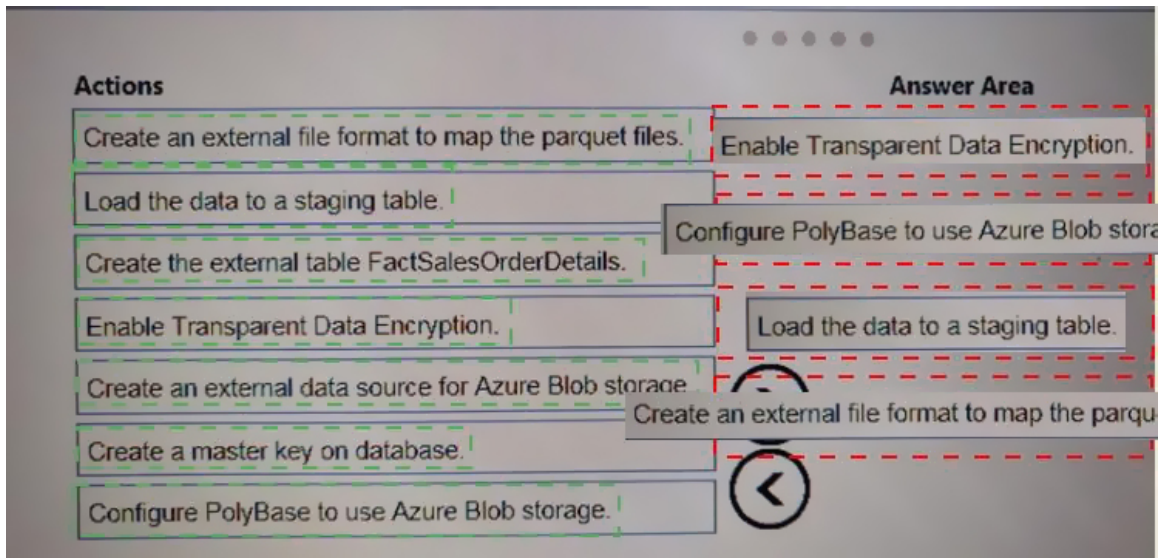 Actions
Answer Area
Create an external file format to map the parquet files.
Enable Transparent Data Encryption.
Load the data to a staging table.
Configure PolyBase to use Azure Blob
Create the external table FactSalesOrderDetails.
Enable Transparent Data Encryption.
Load the data to a staging table.
Create an external data source for Azure Blob storage
Create an external file format to map the
Create a master key on database.
Configure PolyBase to use Azure Blob storage.